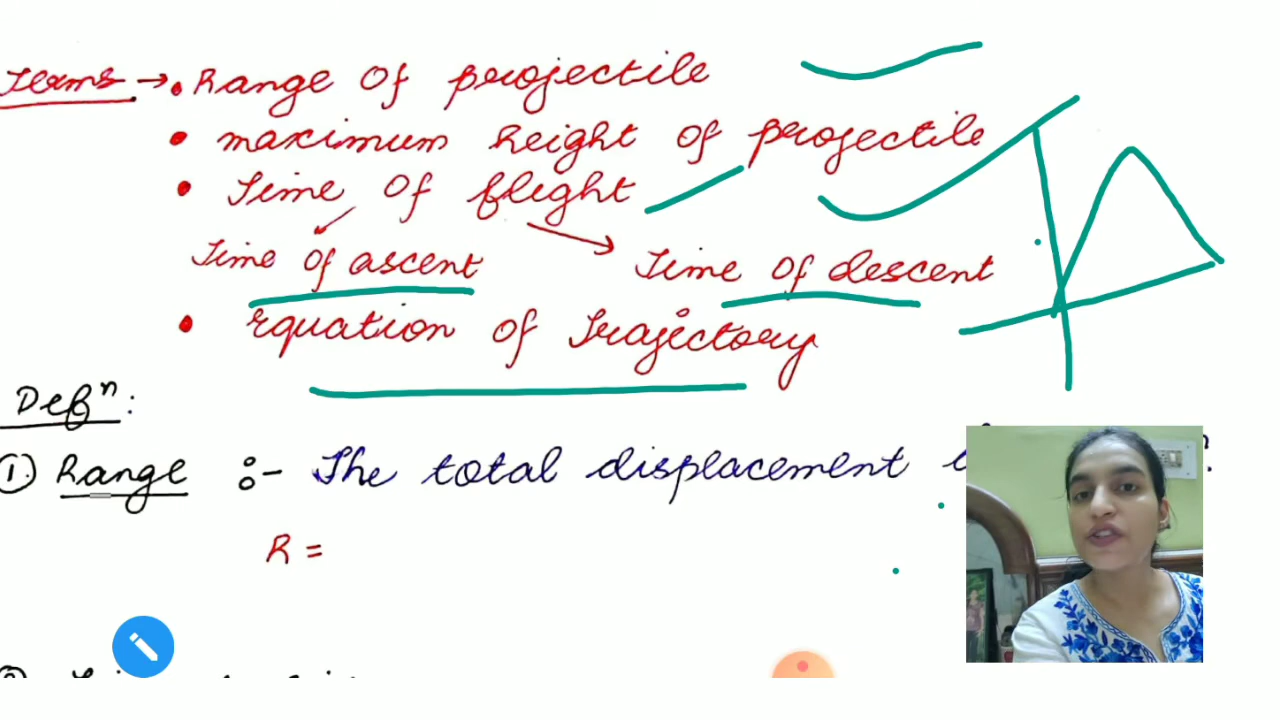 Terms → • Range Of projectile
• maximum height of projectile
• Time Of flight
Time Of ascent Time Of descent
• Equation of Trajectory
Defⁿ:
① Range :- The total displacement
R =